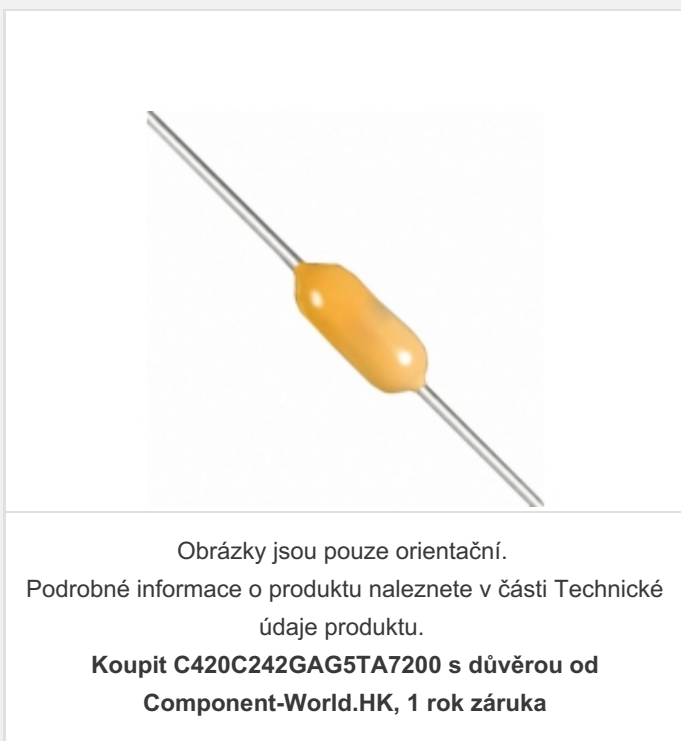 Obrázky jsou pouze orientační.
Podrobné informace o produktu naleznete v části Technické
údaje produktu.
Koupit C420C242GAG5TA7200 s důvěrou od
Component-World.HK, 1 rok záruka